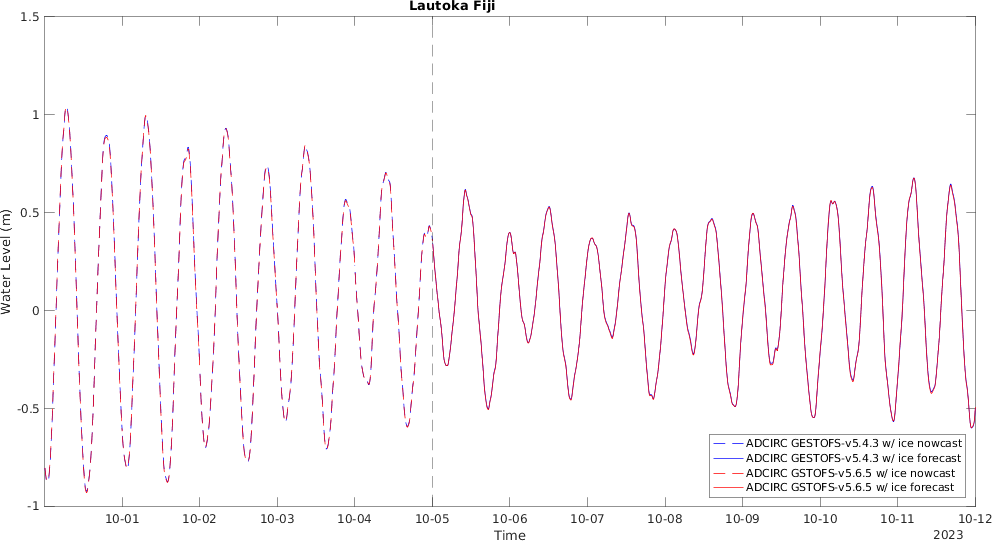 Lautoka Fiji
Water Level (m)
1.5
1
0.5
0
-0.5
-1
10-01 10-02 10-03 10-04 10-05 10-06 10-07 10-08 10-09 10-10 10-11 10-12
Time
2023
ADCIRC GESTOFS-v5.4.3 w/ ice nowcast
ADCIRC GESTOFS-v5.4.3 w/ ice forecast
ADCIRC GSTOFS-v5.6.5 w/ ice nowcast
ADCIRC GSTOFS-v5.6.5 w/ ice forecast